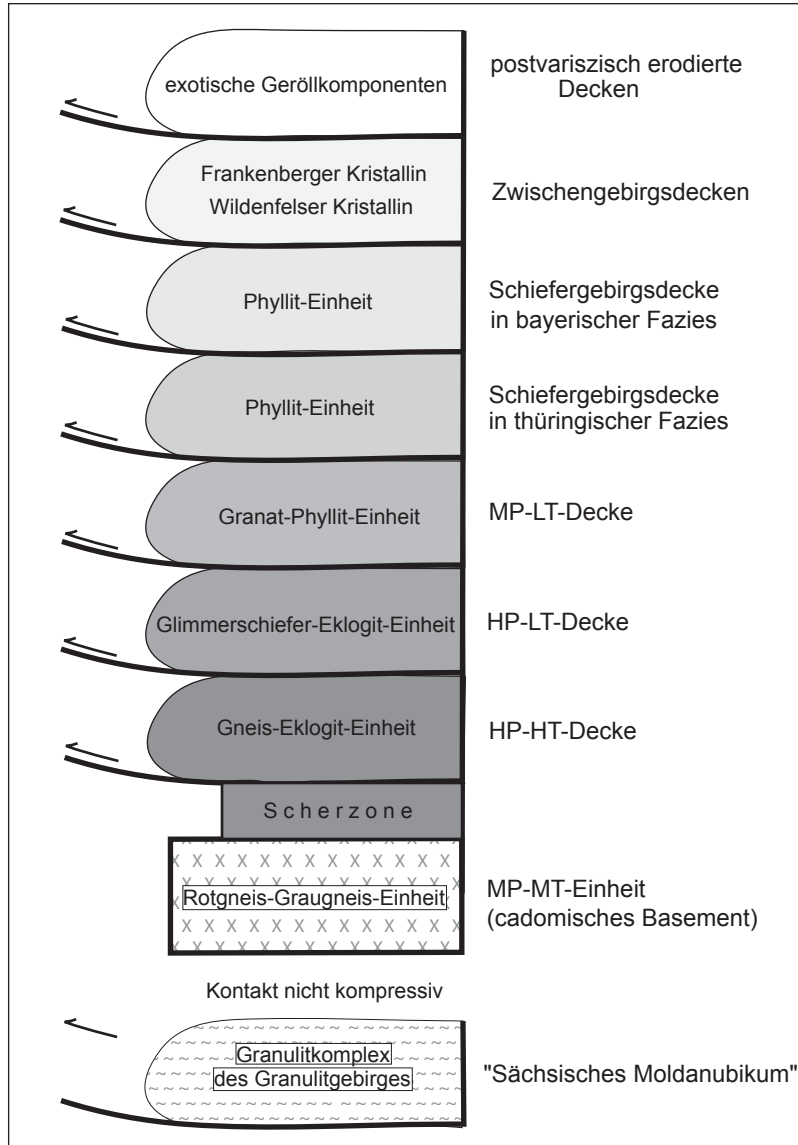 exotische Geröllkomponenten
postvariszisch erodierte
Decken
Frankenberger Kristallin
Wildenfelser Kristallin
Zwischengebirgsdecken
Phyllit-Einheit
Schiefergebirgsdecke
in bayerischer Fazies
Phyllit-Einheit
Schiefergebirgsdecke
in thüringischer Fazies
Granat-Phyllit-Einheit
MP-LT-Decke
Glimmerschiefer-Eklogit-Einheit
HP-LT-Decke
Gneis-Eklogit-Einheit
HP-HT-Decke
Scherzone
Rotgneis-Graugneis-Einheit
MP-MT-Einheit
(cadomisches Basement)
Kontakt nicht kompressiv
Granulitkomplex
des Granulitgebirges
"Sächsisches Moldanubikum"